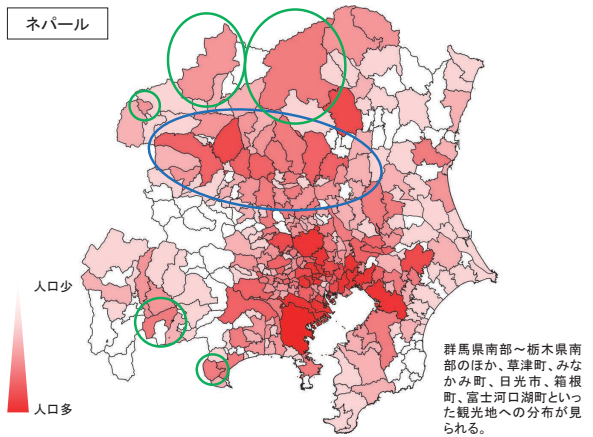 ネパール
人口少
人口多
群馬県南部～栃木県南
部のほか、草津町、みな
かみ町、日光市、箱根
町、富士河口湖町といっ
た観光地への分布が見
られる。